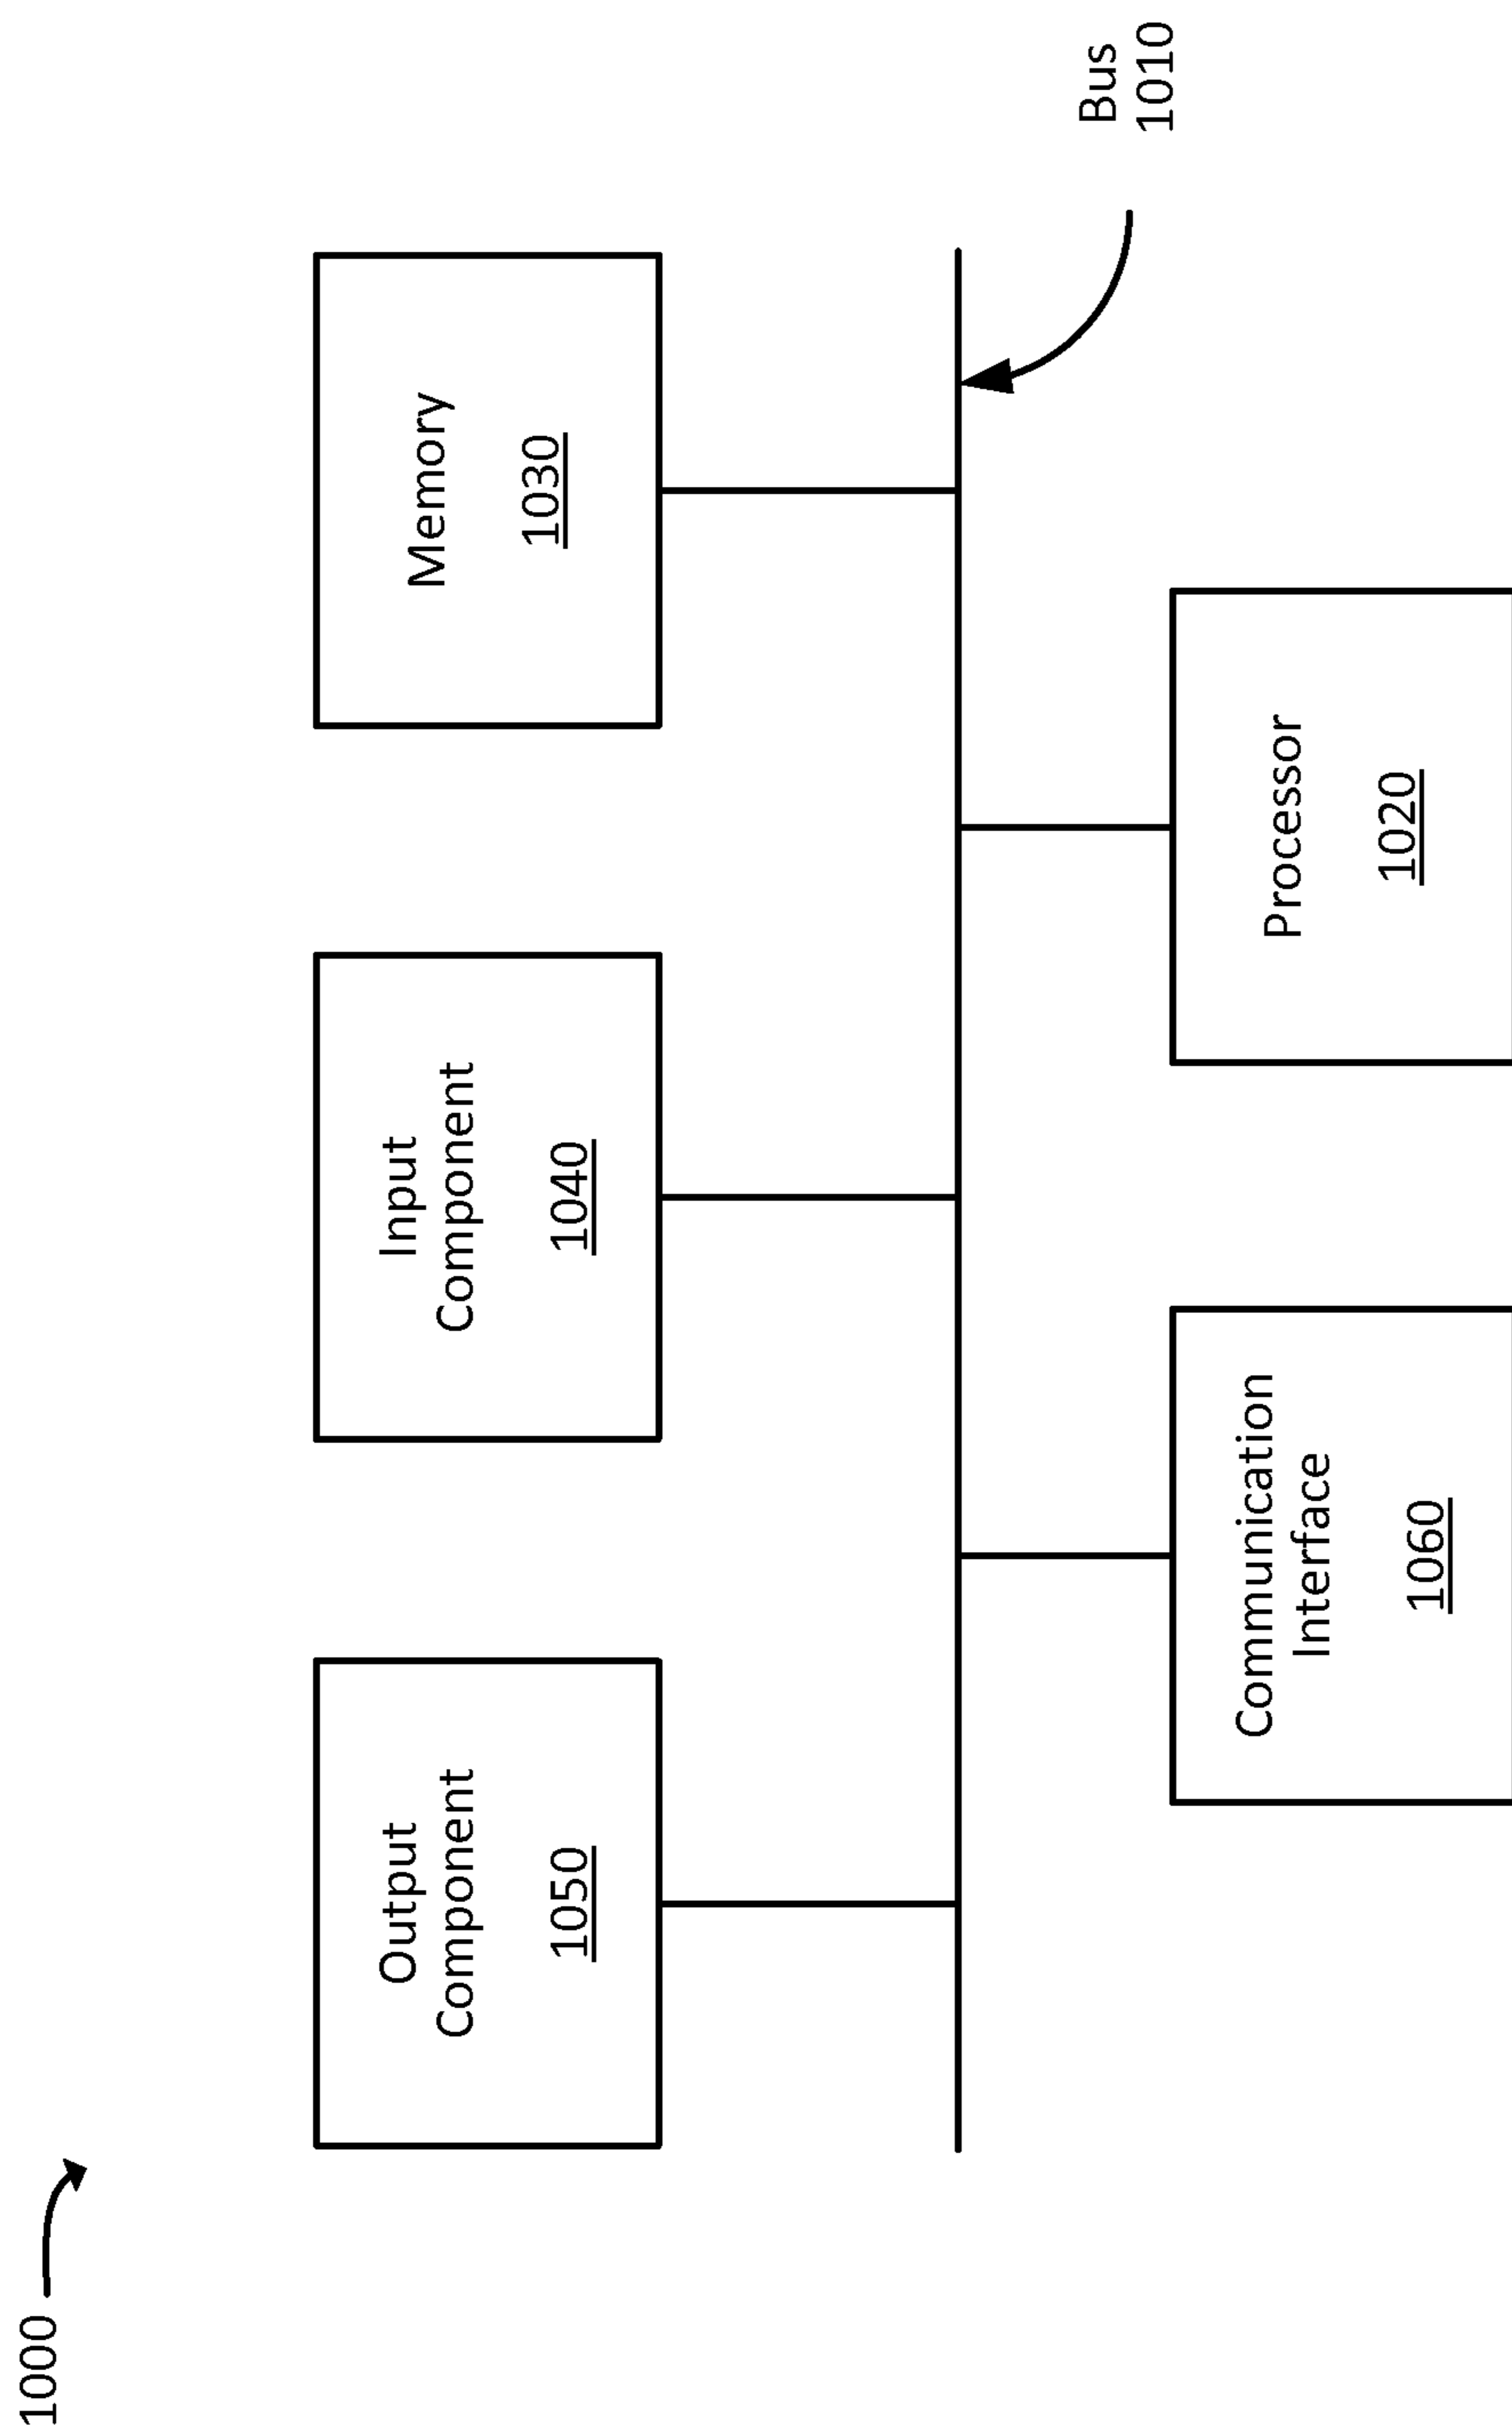 1000
Output
Component
1050
Input
Component
1040
Memory
1030
Bus
1010
Communication
Interface
1060
Processor
1020